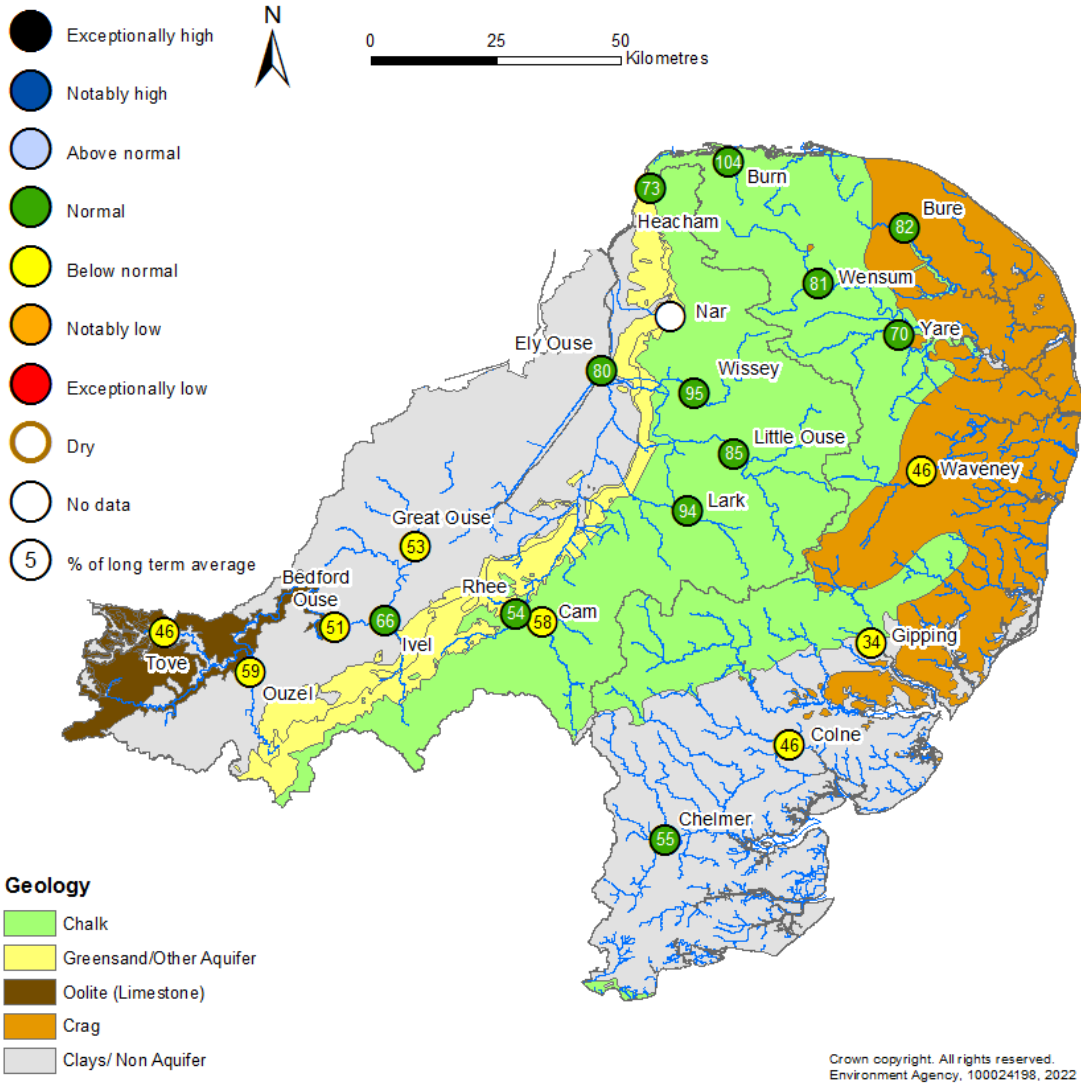 Exceptionally high
Notably high
Above normal
Normal
Below normal
Notably low
Exceptionally low
Dry
No data
5 % of long term average
N
0 25 50
Kilometres
104
Burn
73
Heacham
82
Bure
81
Wensum
Nar
70
Yare
Ely Ouse
80
Wissey
95
Little Ouse
85
46
Waveney
94
Lark
Great Ouse
53
Bedford
Ouse
51
66
Ivel
Rhee
54
58
Cam
46
Tove
59
Ouzel
34
Gipping
46
Colne
Chelmer
55
Geology
Chalk
Greensand/Other Aquifer
Oolite (Limestone)
Crag
Clays/ Non Aquifer
Crown copyright. All rights reserved.
Environment Agency, 100024198, 2022